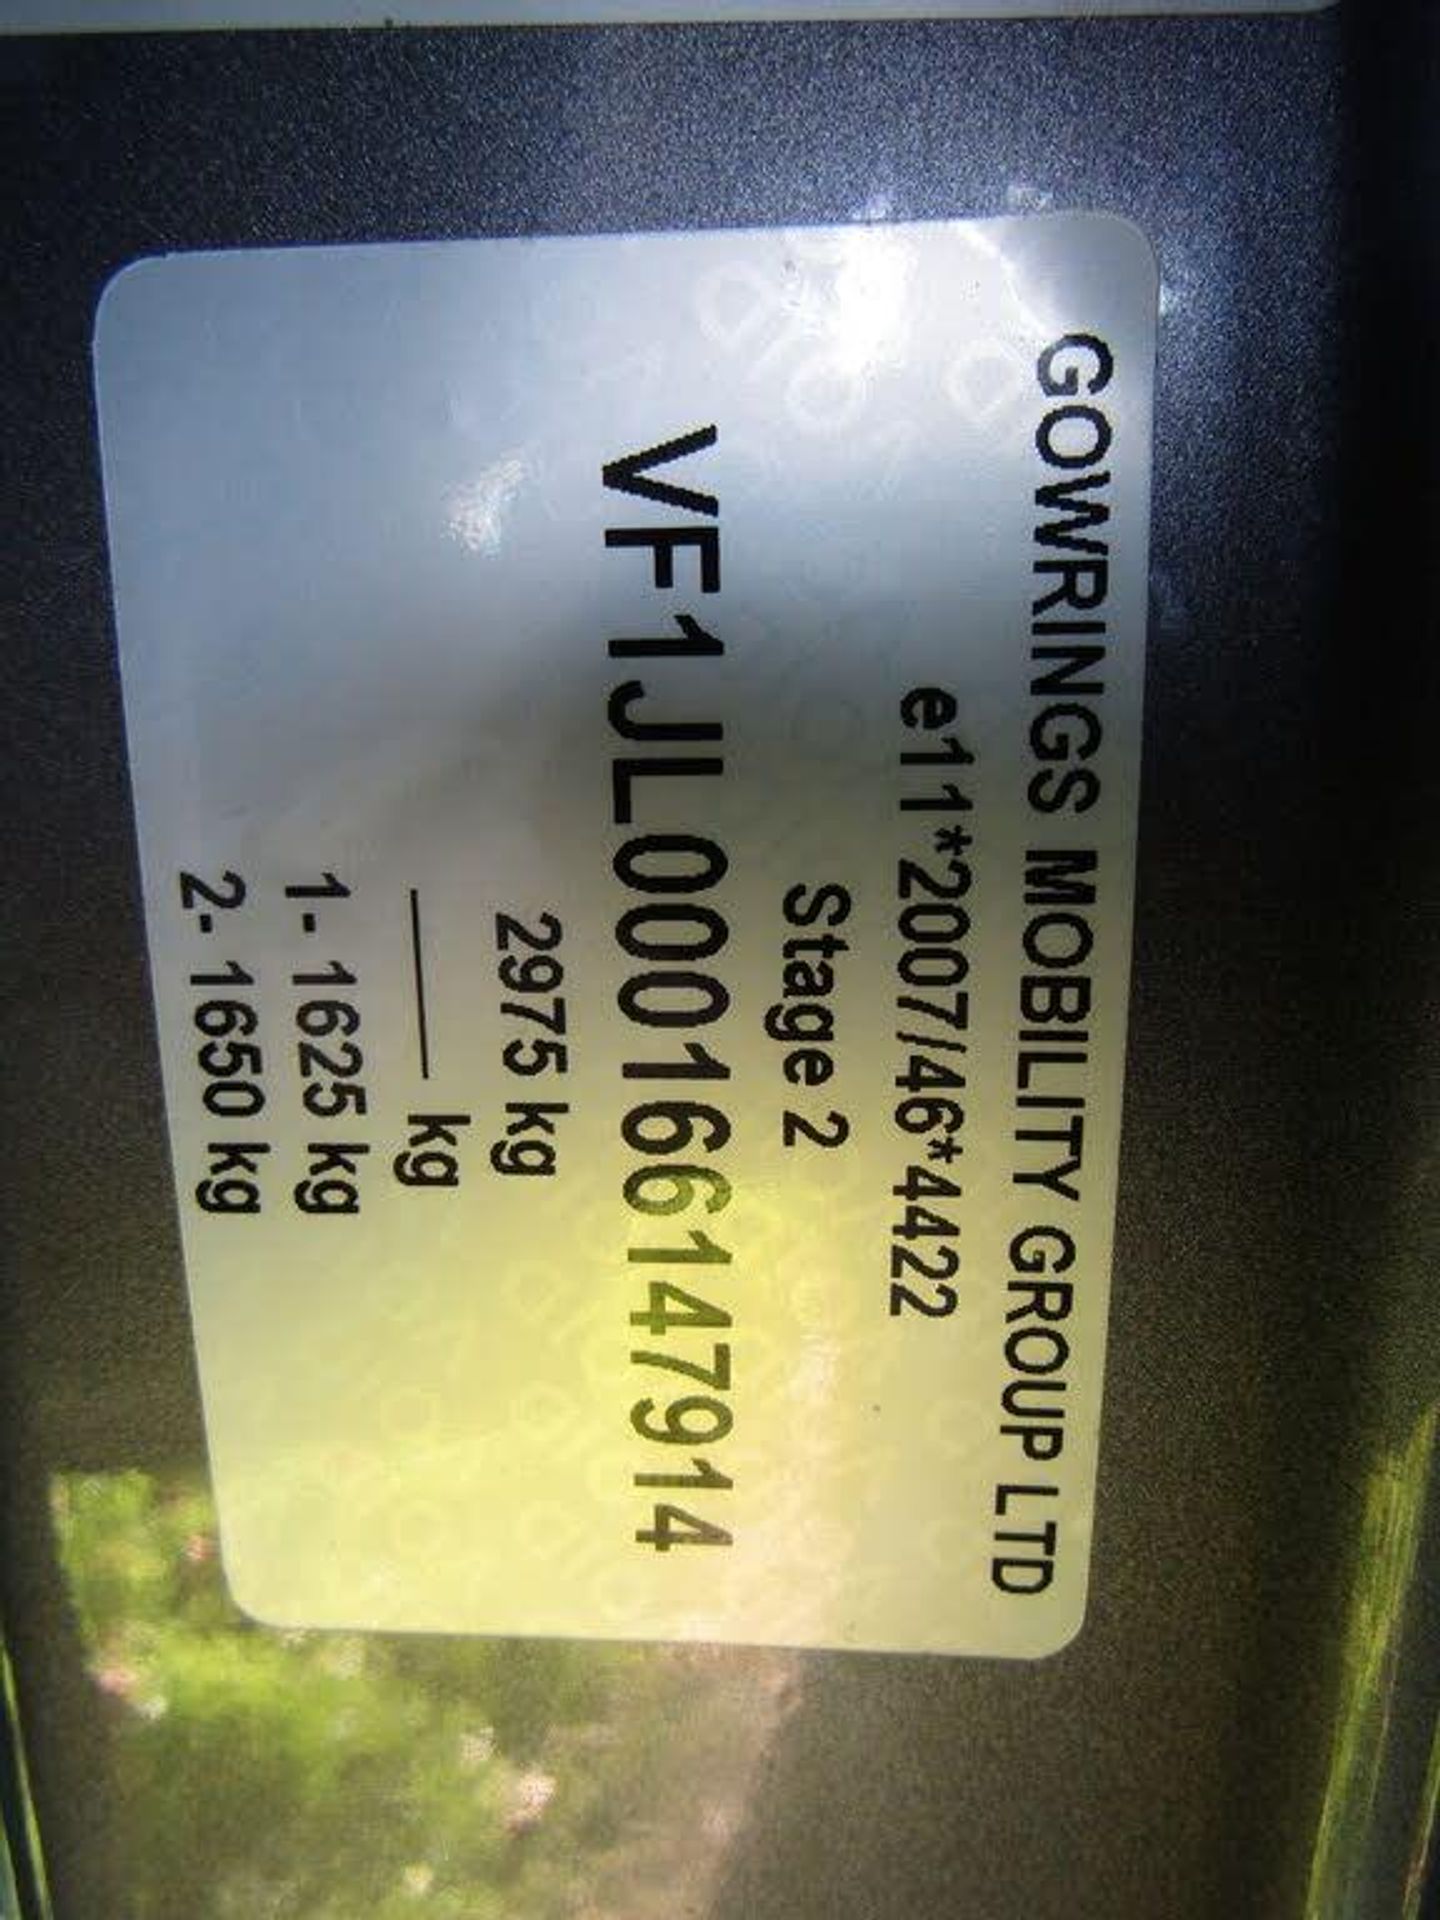 GOWRINGS MOBILITY GROUP LTD
e11*2007/46*4422
Stage 2
VF1JL000166147914
2975 kg
——— kg
1- 1625 kg
2- 1650 kg